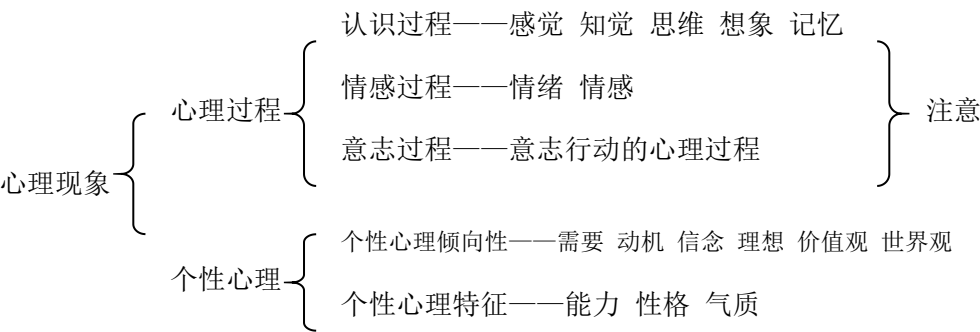 认识过程——感觉 知觉 思维 想象 记忆
情感过程——情绪 情感
心理过程
注意
意志过程——意志行动的心理过程
心理现象
个性心理倾向性——需要 动机 信念 理想 价值观 世界观
个性心理
个性心理特征——能力 性格 气质